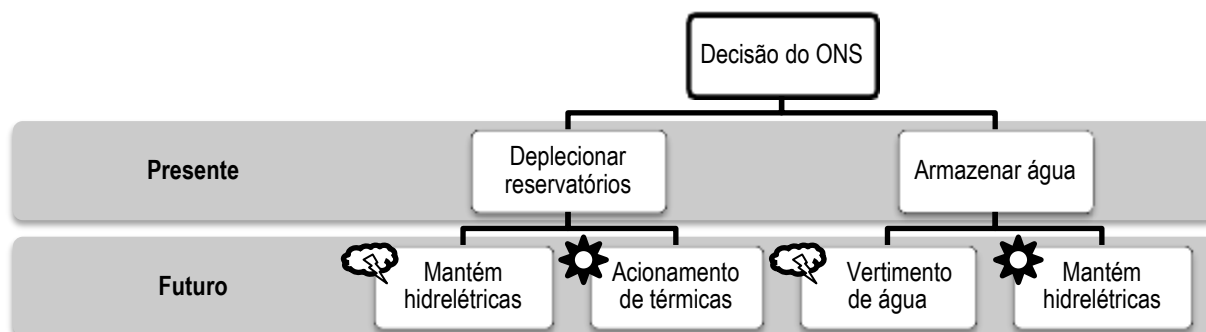 Decisão do ONS
Presente
Deplecionar
reservatórios
Armazenar água
Futuro
Mantém
hidrelétricas
Acionamento
de térmicas
Vertimento
de água
Mantém
hidrelétricas